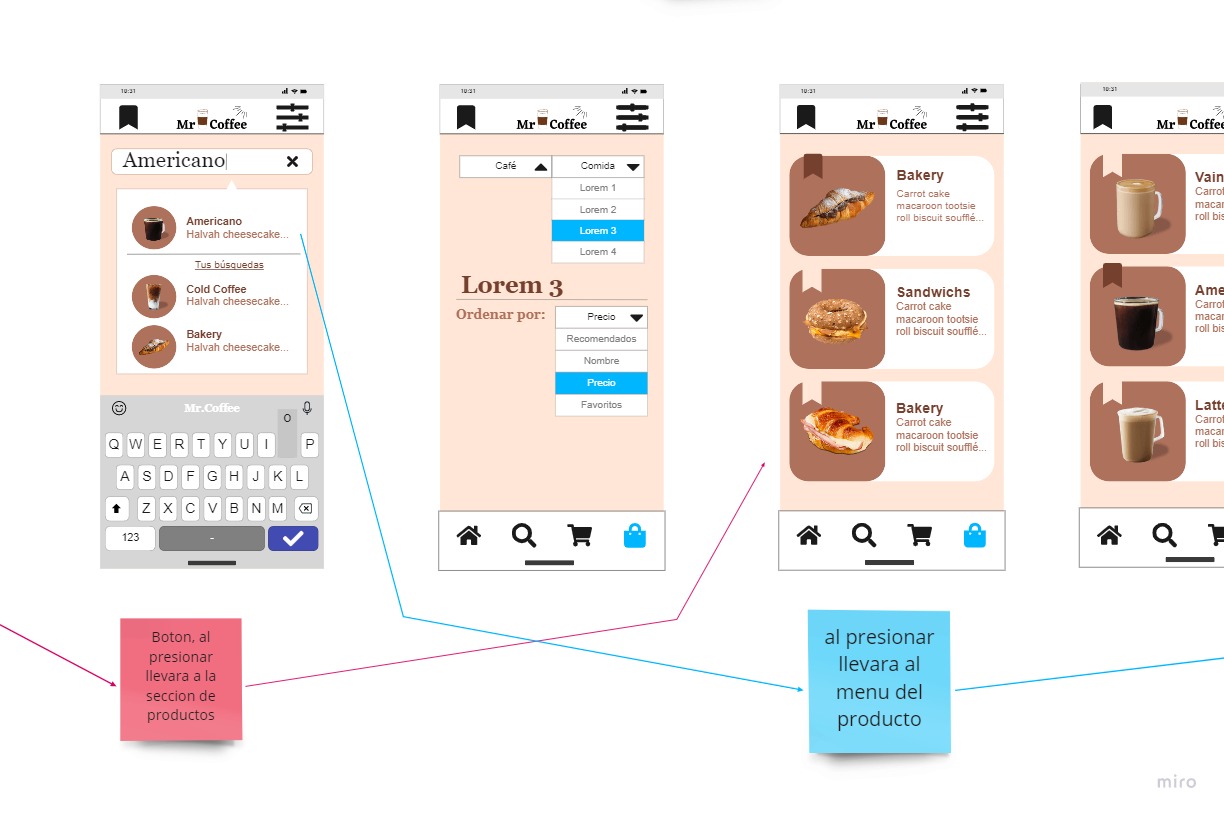 10:31
Mr Coffee
Americano
Americano
Halvah cheesecake...
Tus búsquedas
Cold Coffee
Halvah cheesecake...
Bakery
Halvah cheesecake...
Mr.Coffee
O
Q W E R T Y U I P
A S D F G H J K L
Z X C V B N M
123
-
10:31
Mr Coffee
Café
Comida
Lorem 1
Lorem 2
Lorem 3
Lorem 4
Lorem 3
Ordenar por:
Precio
Recomendados
Nombre
Precio
Favoritos
10:31
Mr Coffee
Bakery
Carrot cake
macaroon tootsie
roll biscuit soufflé...
Sandwichs
Carrot cake
macaroon tootsie
roll biscuit soufflé...
Bakery
Carrot cake
macaroon tootsie
roll biscuit soufflé...
10:31
Mr Coffee
Vain
Carrot
macar
roll bis
Ame
Carrot
macar
roll bis
Latte
Carrot
macar
roll bis
Boton, al
presionar
llevara a la
seccion de
productos
al presionar
llevara al
menu del
producto
miro